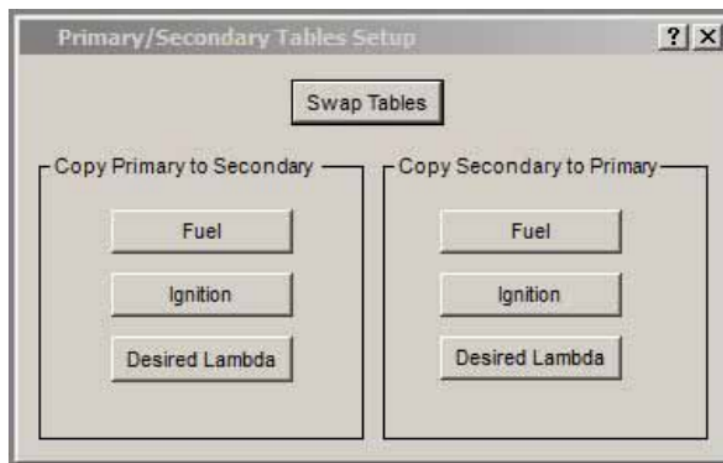 Primary/Secondary Tables Setup
Swap Tables
Copy Primary to Secondary
Fuel
Ignition
Desired Lambda
Copy Secondary to Primary
Fuel
Ignition
Desired Lambda